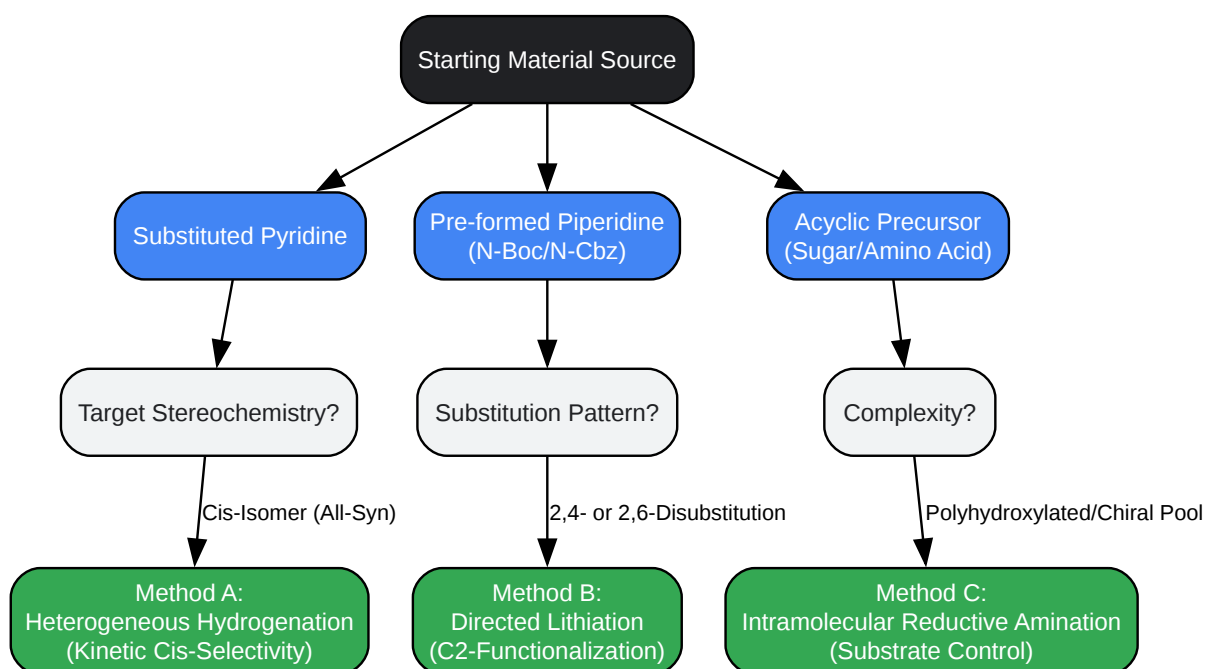 Starting Material Source
Substituted Pyridine
Pre-formed Piperidine
(N-Boc/N-Cbz)
Acyclic Precursor
(Sugar/Amino Acid)
Target Stereochemistry?
Substitution Pattern?
Complexity?
Cis-Isomer (All-Syn)
2,4- or 2,6-Disubstitution
Polyhydroxylated/Chiral Pool
Method A:
Heterogeneous Hydrogenation
(Kinetic Cis-Selectivity)
Method B:
Directed Lithiation
(C2-Functionalization)
Method C:
Intramolecular Reductive Amination
(Substrate Control)